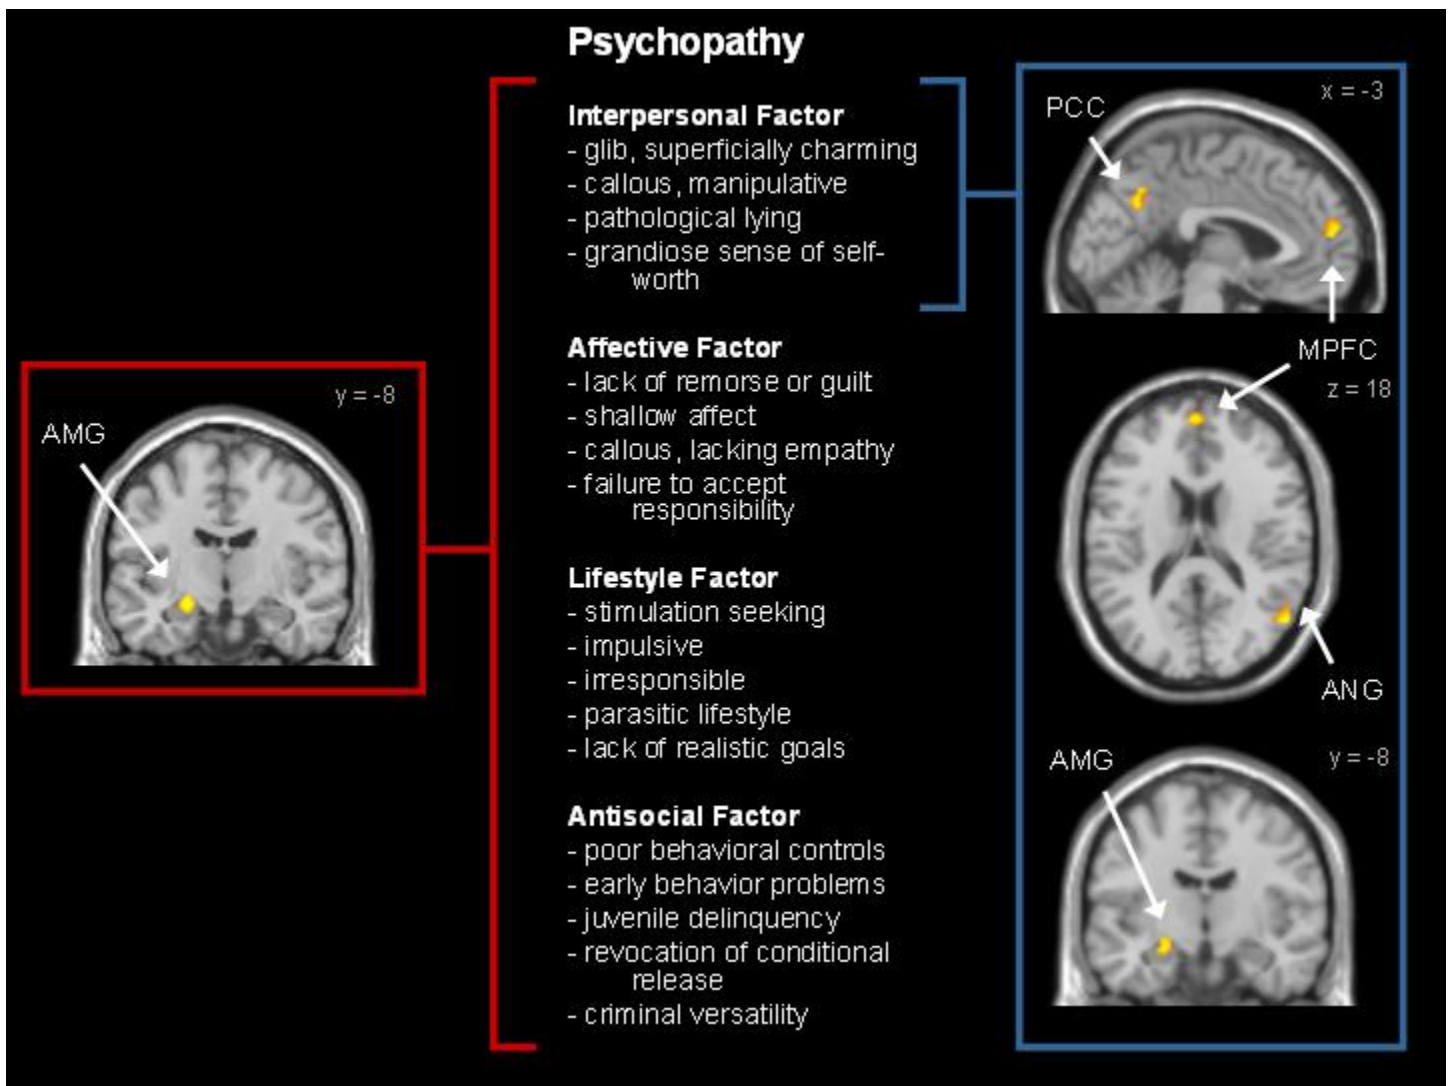 Psychopathy
Interpersonal Factor
- glib, superficially charming
- callous, manipulative
- pathological lying
- grandiose sense of self-
worth
Affective Factor
- lack of remorse or guilt
- shallow affect
- callous, lacking empathy
- failure to accept
responsibility
Lifestyle Factor
- stimulation seeking
- impulsive
- irresponsible
- parasitic lifestyle
- lack of realistic goals
Antisocial Factor
- poor behavioral controls
- early behavior problems
- juvenile delinquency
- revocation of conditional
release
- criminal versatility
y = -8
AMG
x = -3
PCC
MPFC
z = 18
ANG
y = -8
AMG